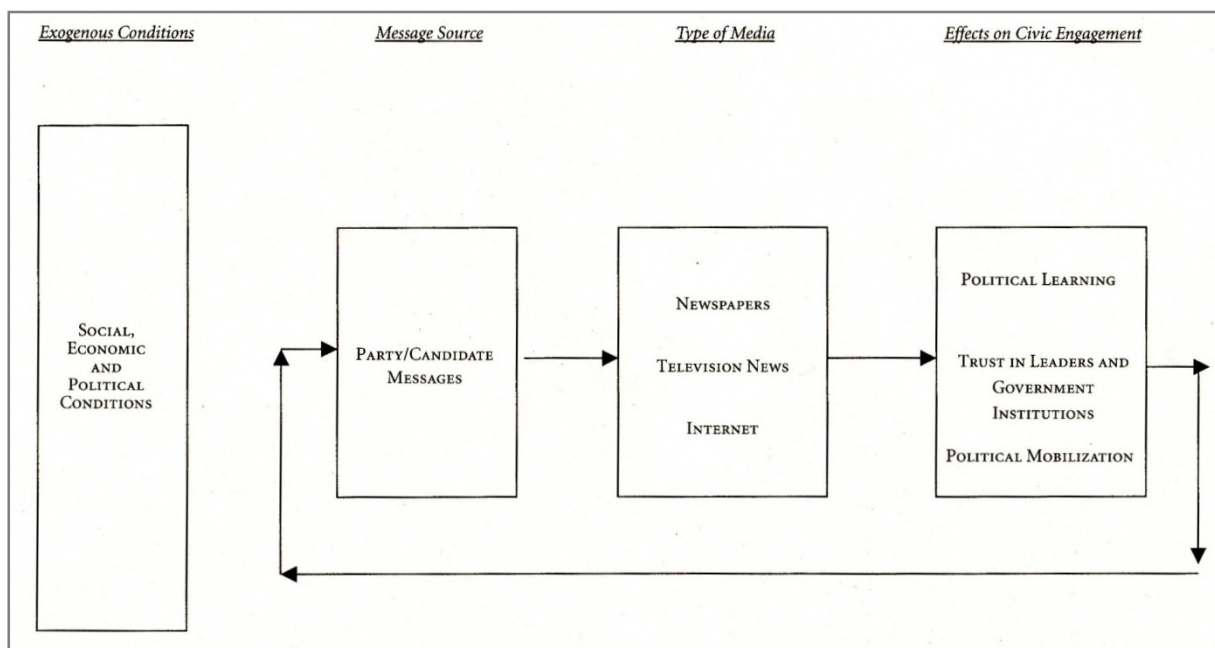 Exogenous Conditions
Message Source
Type of Media
Effects on Civic Engagement
Social,
Economic
and
Political
Conditions
Party/Candidate
Messages
Newspapers
Television News
Internet
Political Learning
Trust in Leaders and
Government
Institutions
Political Mobilization